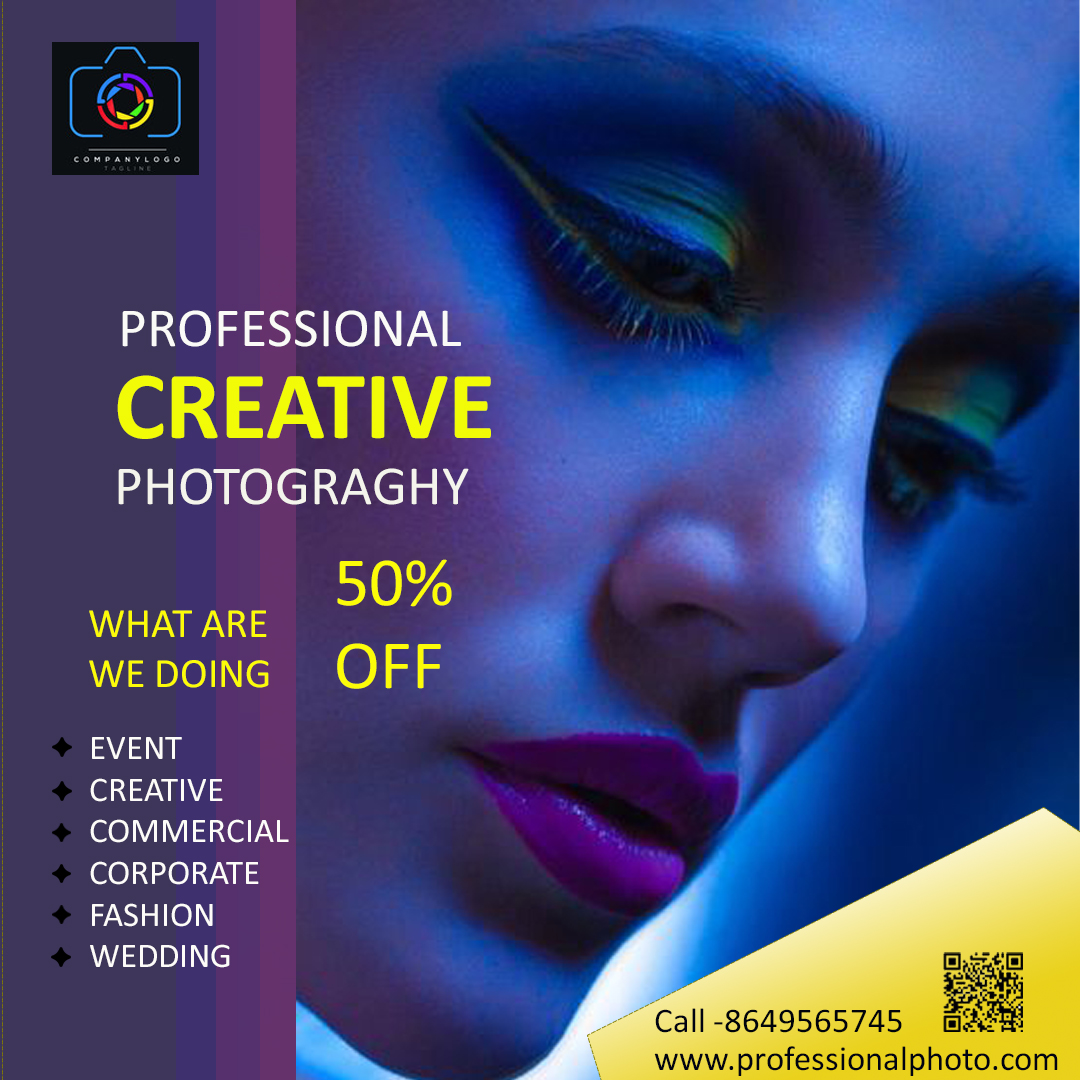 COMPANYLOGO
TAGLINE
PROFESSIONAL
CREATIVE
PHOTOGRAGHY
50%
OFF
WHAT ARE
WE DOING
EVENT
CREATIVE
COMMERCIAL
CORPORATE
FASHION
WEDDING
Call -8649565745
www.professionalphoto.com